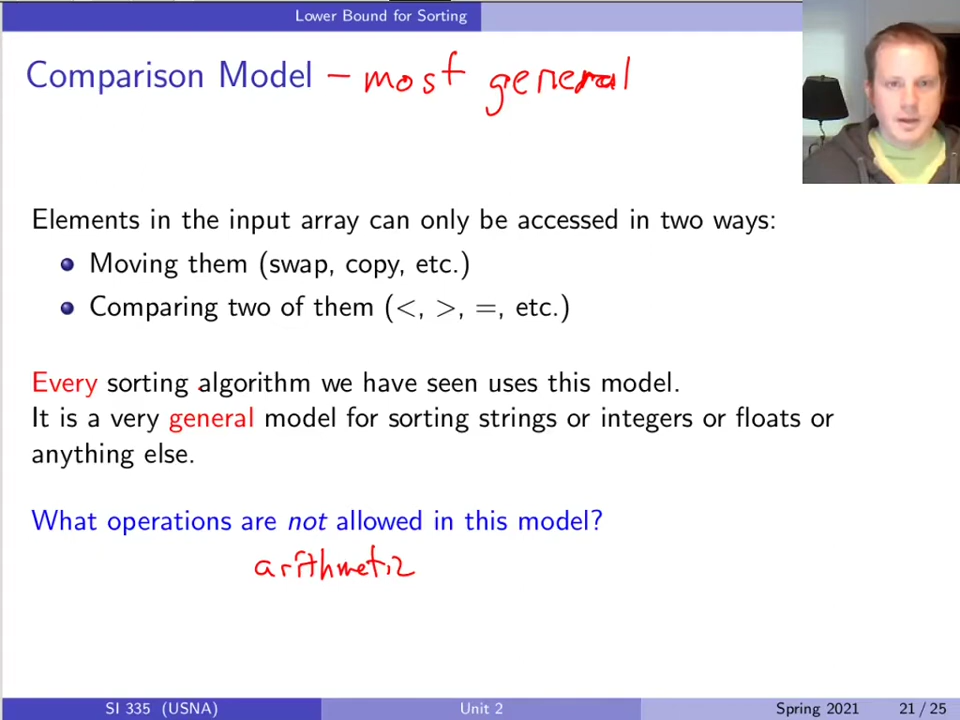 Lower Bound for Sorting
Comparison Model – most general
Elements in the input array can only be accessed in two ways:
Moving them (swap, copy, etc.)
Comparing two of them (<, >, =, etc.)
Every sorting algorithm we have seen uses this model.
It is a very general model for sorting strings or integers or floats or
anything else.
What operations are not allowed in this model?
arithmetic
SI 335 (USNA) Unit 2 Spring 2021 21 / 25